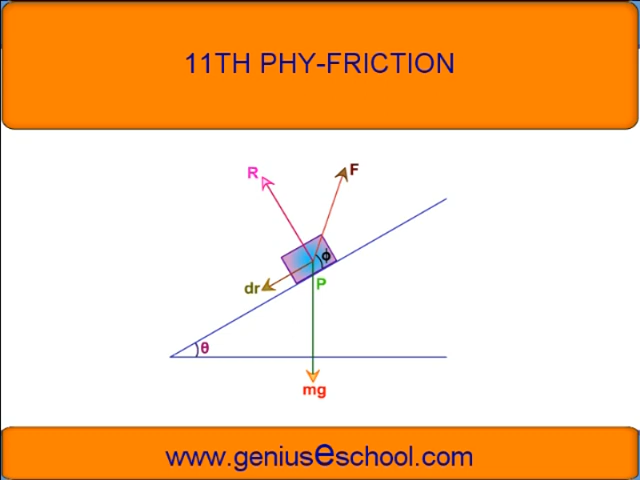 11TH PHY-FRICTION
R
F
ϕ
dr
P
θ
mg
www.geniuseschool.com